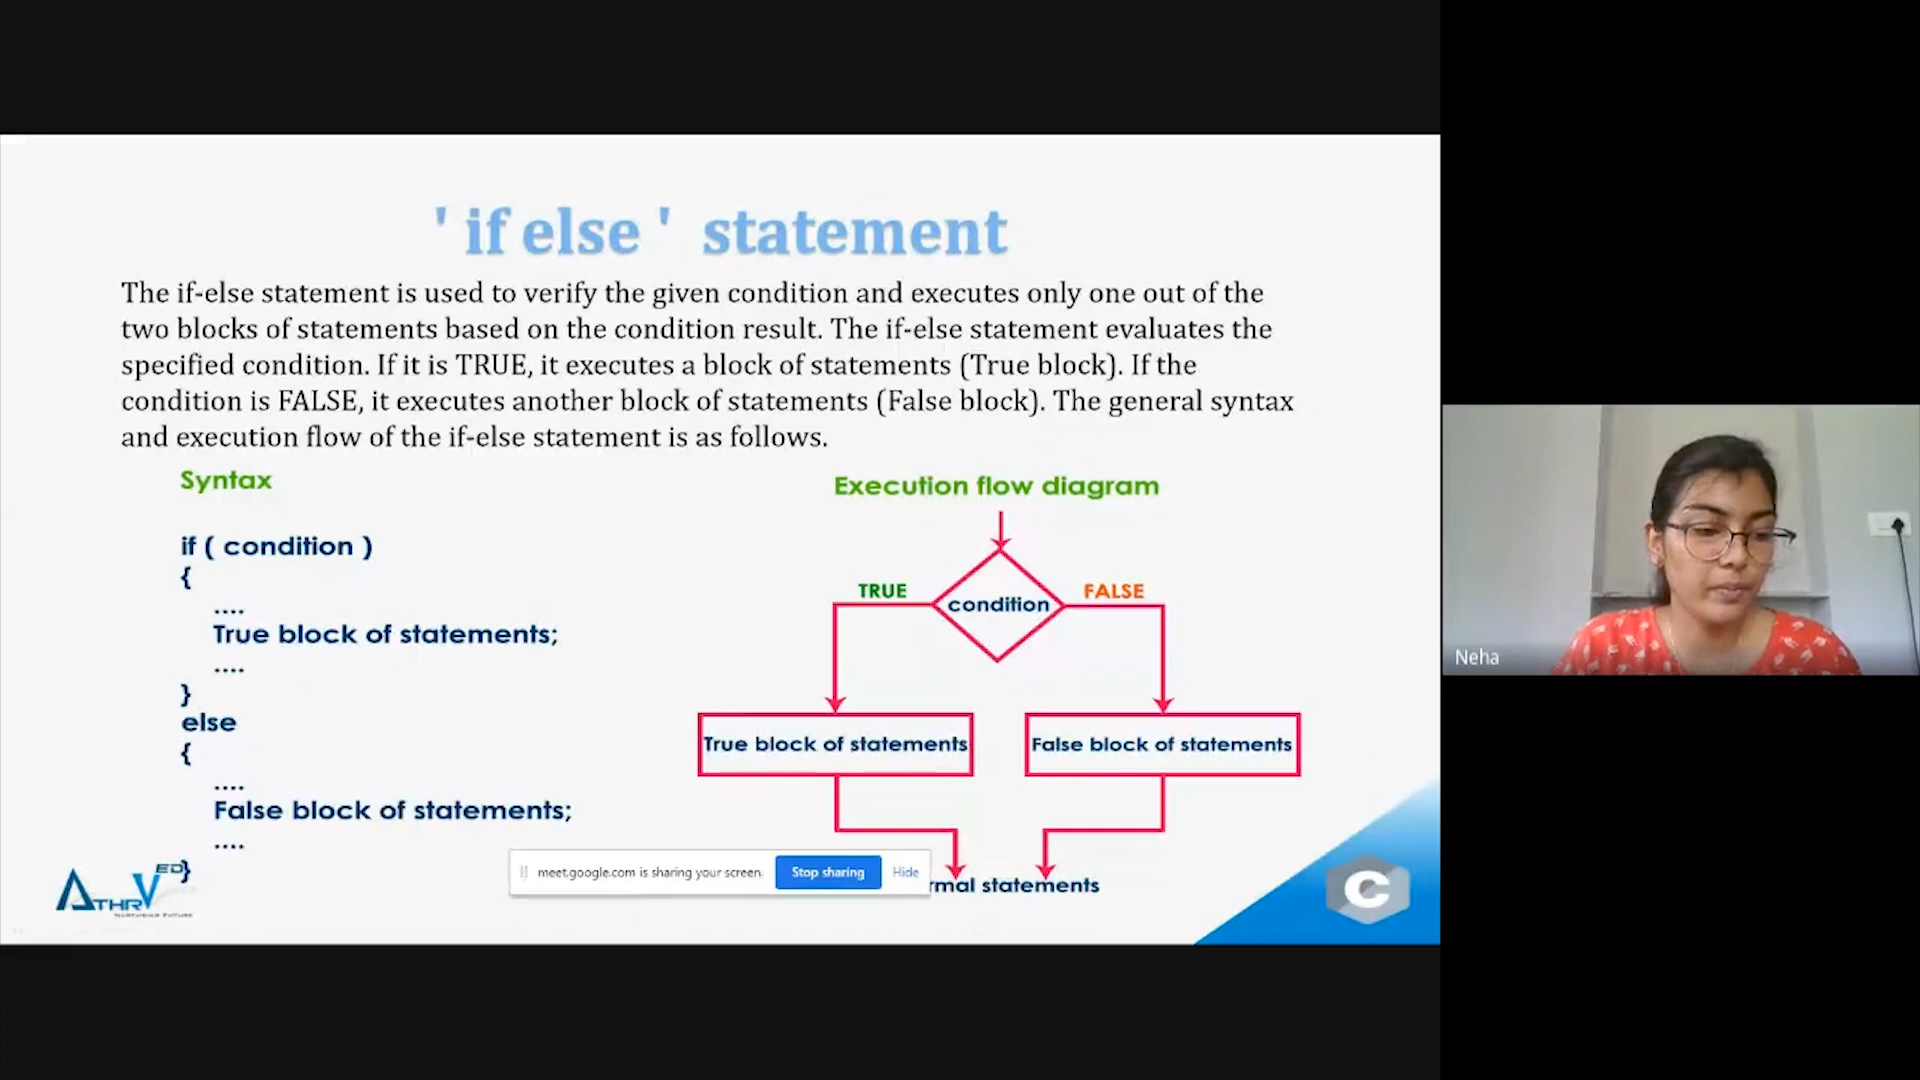 ' if else ' statement
The if-else statement is used to verify the given condition and executes only one out of the
two blocks of statements based on the condition result. The if-else statement evaluates the
specified condition. If it is TRUE, it executes a block of statements (True block). If the
condition is FALSE, it executes another block of statements (False block). The general syntax
and execution flow of the if-else statement is as follows.
Syntax
if ( condition )
{
....
True block of statements;
....
}
else
{
....
False block of statements;
....
}
Execution flow diagram
TRUE
condition
FALSE
True block of statements
False block of statements
rmal statements
meet.google.com is sharing your screen.
Stop sharing
Hide
ATHRVED
C
Neha